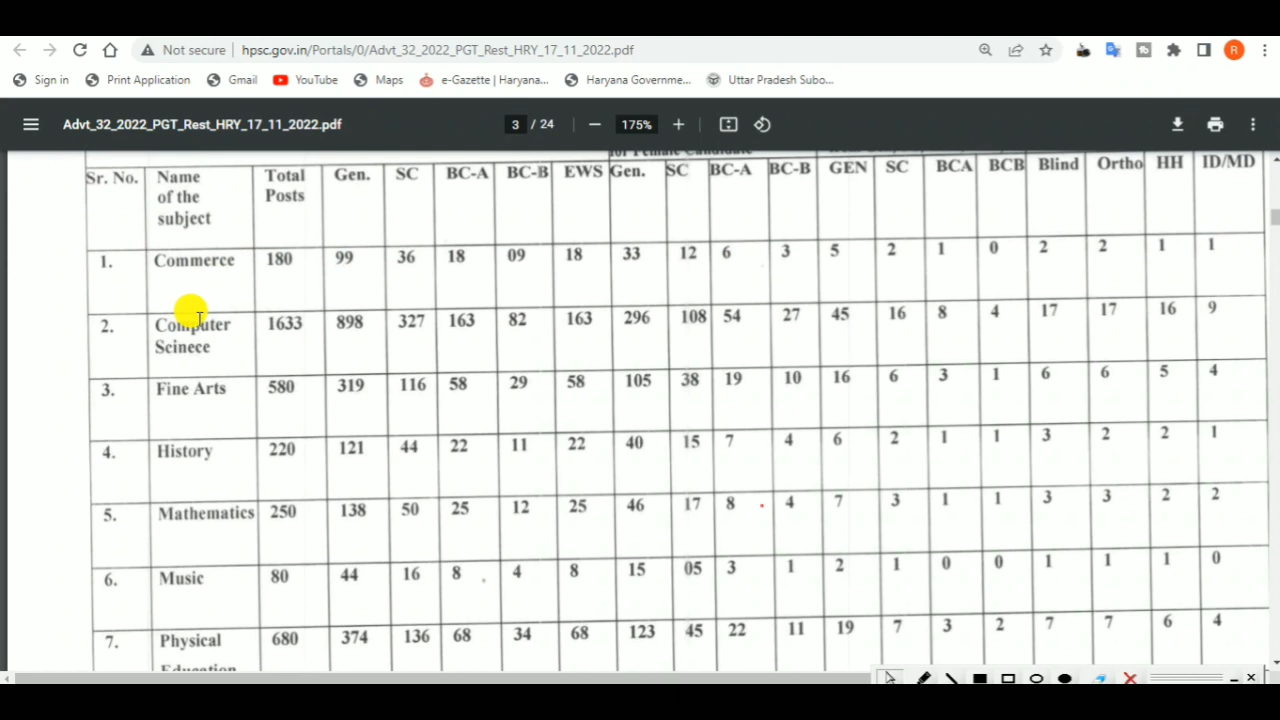 Not secure hpsc.gov.in/Portals/0/Advt_32_2022_PGT_Rest_HRY_17_11_2022.pdf R
Sign in Print Application Gmail YouTube Maps e-Gazette | Haryana... Haryana Governme... Uttar Pradesh Subo...
Advt_32_2022_PGT_Rest_HRY_17_11_2022.pdf 3 / 24 175%
for Female Candidate
Sr. No. Name of the subject Total Posts Gen. SC BC-A BC-B EWS Gen. SC BC-A BC-B GEN SC BCA BCB Blind Ortho HH ID/MD
1. Commerce 180 99 36 18 09 18 33 12 6 3 5 2 1 0 2 2 1 1
2. Computer Scinece 1633 898 327 163 82 163 296 108 54 27 45 16 8 4 17 17 16 9
3. Fine Arts 580 319 116 58 29 58 105 38 19 10 16 6 3 1 6 6 5 4
4. History 220 121 44 22 11 22 40 15 7 4 6 2 1 1 3 2 2 1
5. Mathematics 250 138 50 25 12 25 46 17 8 4 7 3 1 1 3 3 2 2
6. Music 80 44 16 8 4 8 15 05 3 1 2 1 0 0 1 1 1 0
7. Physical Education 680 374 136 68 34 68 123 45 22 11 19 7 3 2 7 7 6 4